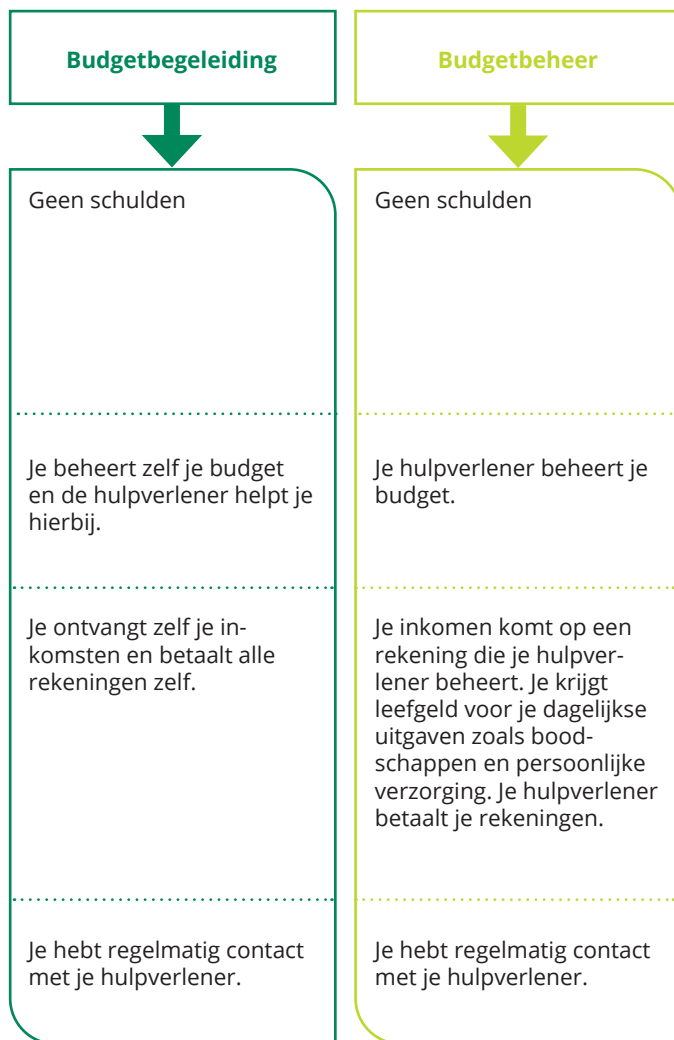 Budgetbegeleiding
Budgetbeheer
Geen schulden
Geen schulden
Je beheert zelf je budget
en de hulpverlener helpt je
hierbij.
Je hulpverlener beheert je
budget.
Je ontvangt zelf je in-
komsten en betaalt alle
rekeningen zelf.
Je inkomen komt op een
rekening die je hulpver-
lener beheert. Je krijgt
leefgeld voor je dagelijkse
uitgaven zoals bood-
schappen en persoonlijke
verzorging. Je hulpverlener
betaalt je rekeningen.
Je hebt regelmatig contact
met je hulpverlener.
Je hebt regelmatig contact
met je hulpverlener.